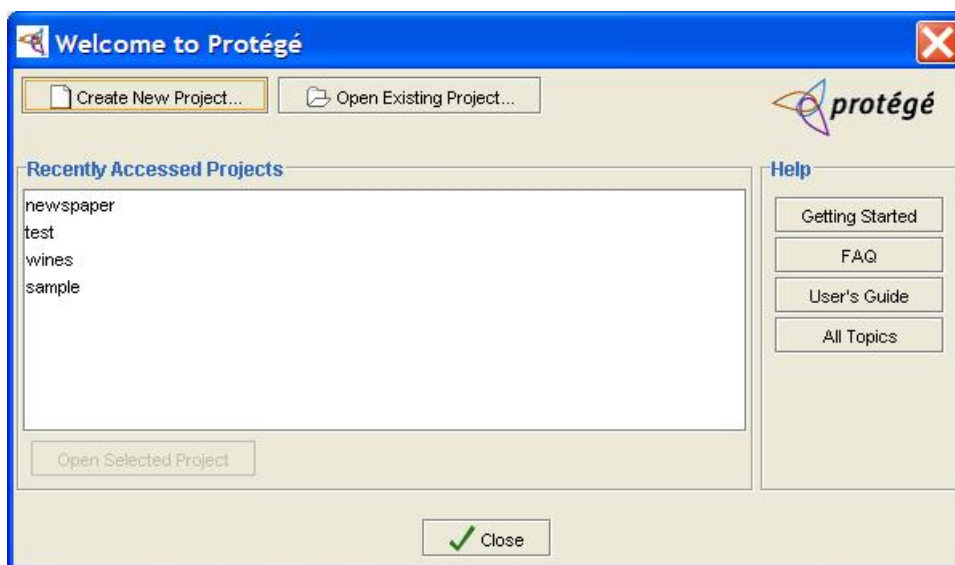 Welcome to Protégé
Create New Project...
Open Existing Project...
protégé
Recently Accessed Projects
newspaper
test
wines
sample
Open Selected Project
Help
Getting Started
FAQ
User's Guide
All Topics
Close